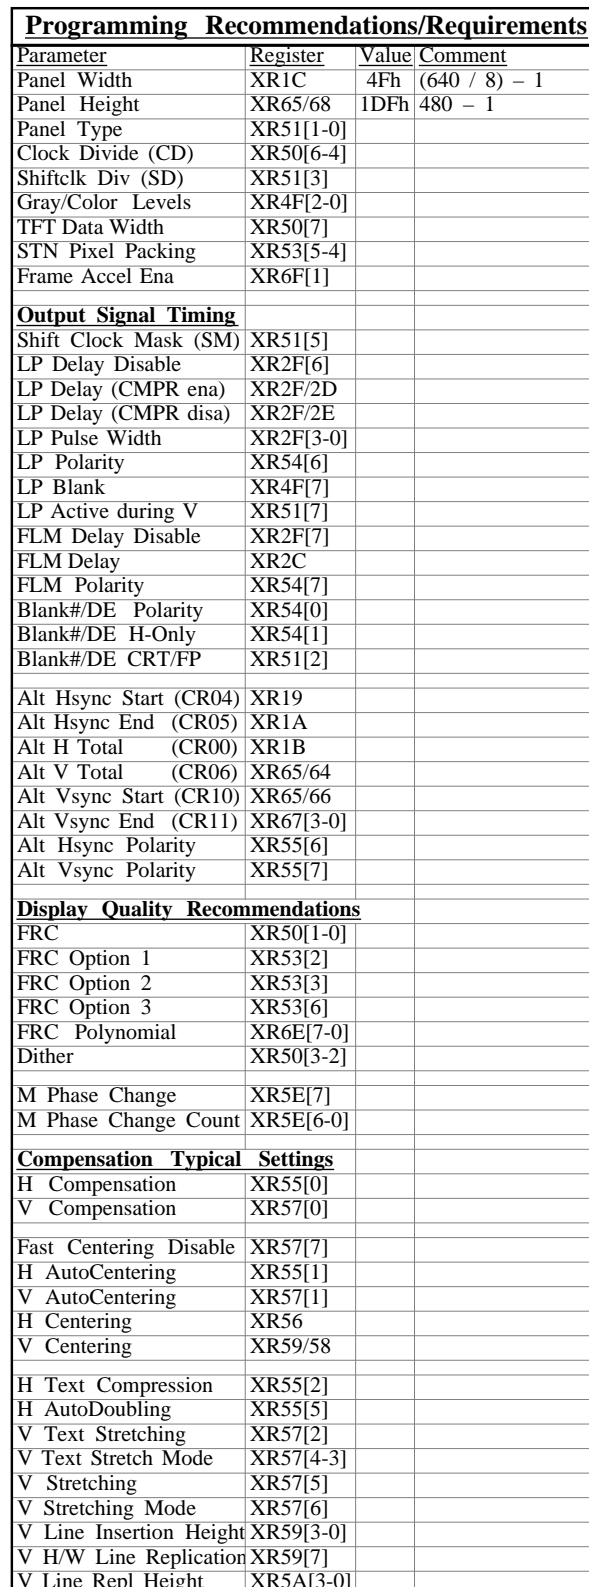 Programming Recommendations/Requirements
Parameter Register Value Comment
Panel Width XR1C 4Fh (640 / 8) – 1
Panel Height XR65/68 1DFh 480 – 1
Panel Type XR51[1-0]
Clock Divide (CD) XR50[6-4]
Shiftclk Div (SD) XR51[3]
Gray/Color Levels XR4F[2-0]
TFT Data Width XR50[7]
STN Pixel Packing XR53[5-4]
Frame Accel Ena XR6F[1]
Output Signal Timing
Shift Clock Mask (SM) XR51[5]
LP Delay Disable XR2F[6]
LP Delay (CMPR ena) XR2F/2D
LP Delay (CMPR disa) XR2F/2E
LP Pulse Width XR2F[3-0]
LP Polarity XR54[6]
LP Blank XR4F[7]
LP Active during V XR51[7]
FLM Delay Disable XR2F[7]
FLM Delay XR2C
FLM Polarity XR54[7]
Blank#/DE Polarity XR54[0]
Blank#/DE H-Only XR54[1]
Blank#/DE CRT/FP XR51[2]
Alt Hsync Start (CR04) XR19
Alt Hsync End (CR05) XR1A
Alt H Total (CR00) XR1B
Alt V Total (CR06) XR65/64
Alt Vsync Start (CR10) XR65/66
Alt Vsync End (CR11) XR67[3-0]
Alt Hsync Polarity XR55[6]
Alt Vsync Polarity XR55[7]
Display Quality Recommendations
FRC XR50[1-0]
FRC Option 1 XR53[2]
FRC Option 2 XR53[3]
FRC Option 3 XR53[6]
FRC Polynomial XR6E[7-0]
Dither XR50[3-2]
M Phase Change XR5E[7]
M Phase Change Count XR5E[6-0]
Compensation Typical Settings
H Compensation XR55[0]
V Compensation XR57[0]
Fast Centering Disable XR57[7]
H AutoCentering XR55[1]
V AutoCentering XR57[1]
H Centering XR56
V Centering XR59/58
H Text Compression XR55[2]
H AutoDoubling XR55[5]
V Text Stretching XR57[2]
V Text Stretch Mode XR57[4-3]
V Stretching XR57[5]
V Stretching Mode XR57[6]
V Line Insertion Height XR59[3-0]
V H/W Line Replication XR59[7]
V Line Repl Height XR5A[3-0]